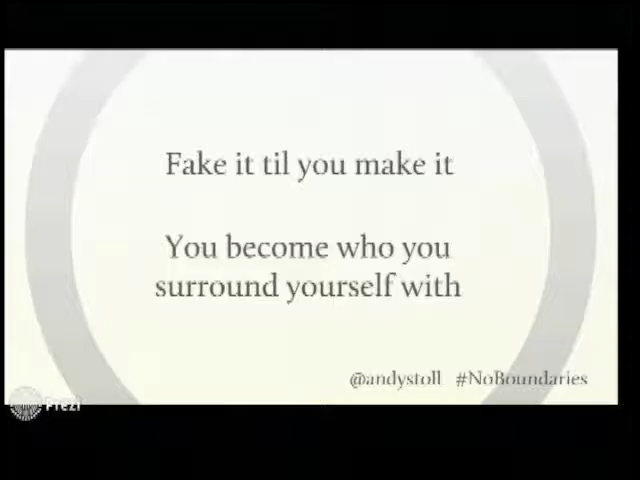 Fake it til you make it
You become who you
surround yourself with
@andystoll #NoBoundaries
Prezi